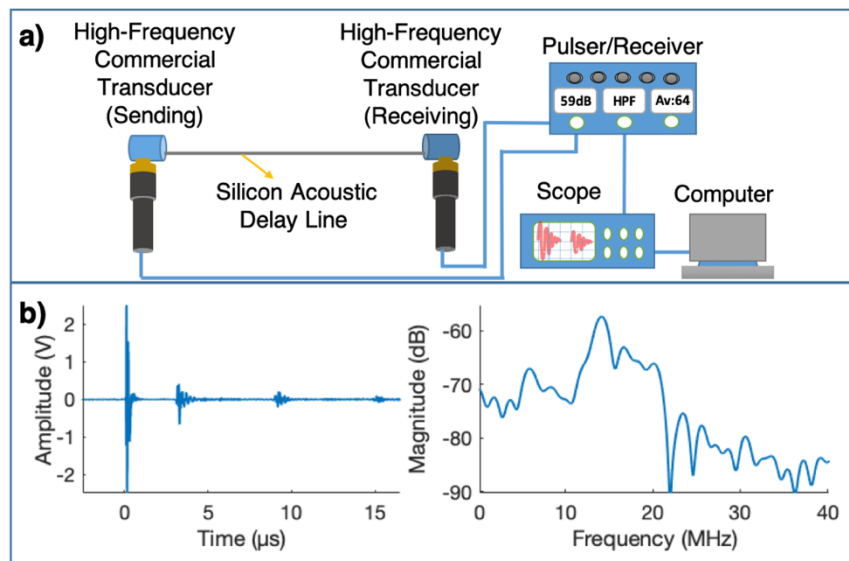 a)
High-Frequency
Commercial
Transducer
(Sending)
High-Frequency
Commercial
Transducer
(Receiving)
Pulser/Receiver
59dB HPF Av:64
Silicon Acoustic
Delay Line
Scope
Computer
b)
Amplitude (V)
2
1
0
-1
-2
0 5 10 15
Time (μs)
Magnitude (dB)
-60
-70
-80
-90
0 10 20 30 40
Frequency (MHz)